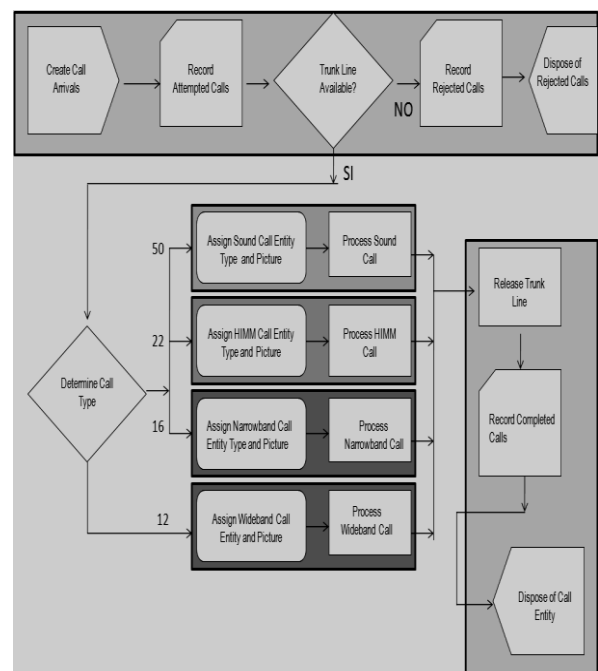 Create Call
Arrivals
Record
Attempted Calls
Trunk Line
Available?
NO
Record
Rejected Calls
Dispose of
Rejected Calls
SI
50
Assign Sound Call Entity
Type and Picture
Process Sound
Call
22
Assign HIMM Call Entity
Type and Picture
Process HIMM
Call
Determine Call
Type
16
Assign Narrowband Call
Entity Type and Picture
Process
Narrowband Call
12
Assign Wideband Call
Entity and Picture
Process
Wideband Call
Release Trunk
Line
Record Completed
Calls
Dispose of Call
Entity